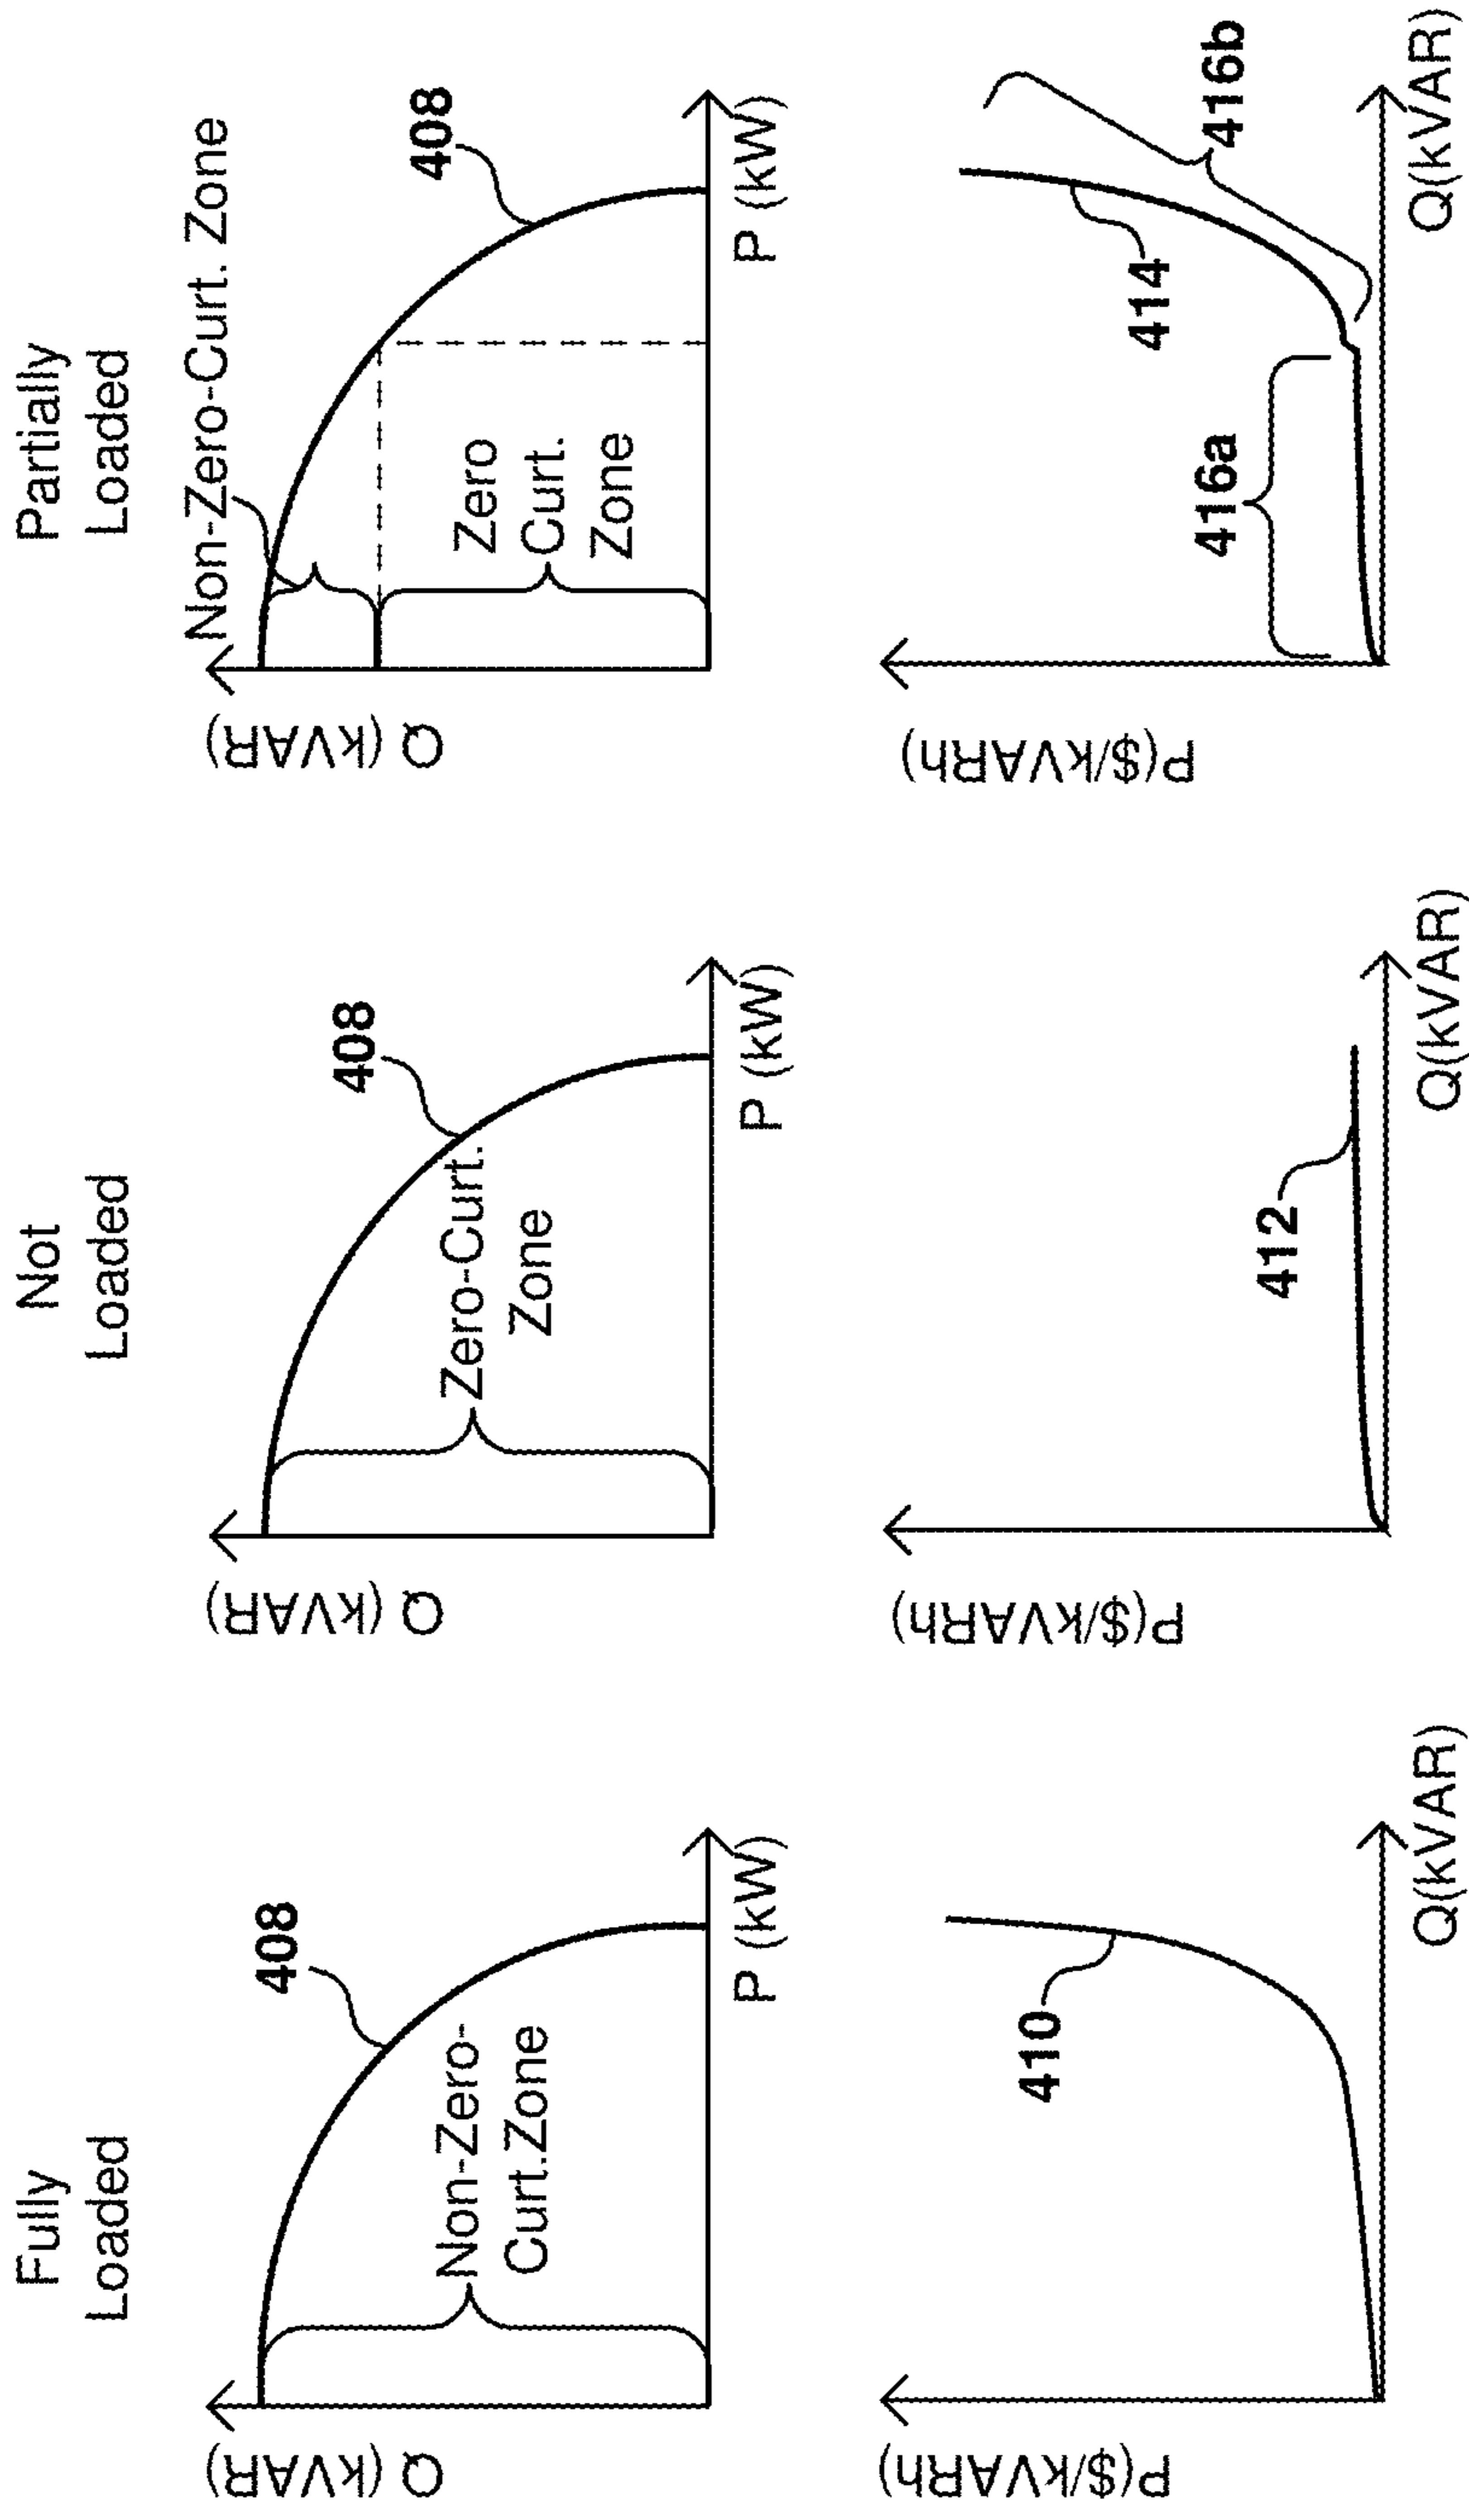 Fully
Loaded
Not
Loaded
Partially
Loaded
Q (kVAR)
408
Non-Zero-
Curt.Zone
P (kW)
Q (kVAR)
408
Zero-Curt.
Zone
P (kW)
Q (kVAR)
Non-Zero-Curt. Zone
408
Zero
Curt.
Zone
P (kW)
P($/kVARh)
410
Q(kVAR)
P($/kVARh)
412
Q(kVAR)
P($/kVARh)
416a
414
416b
Q(kVAR)